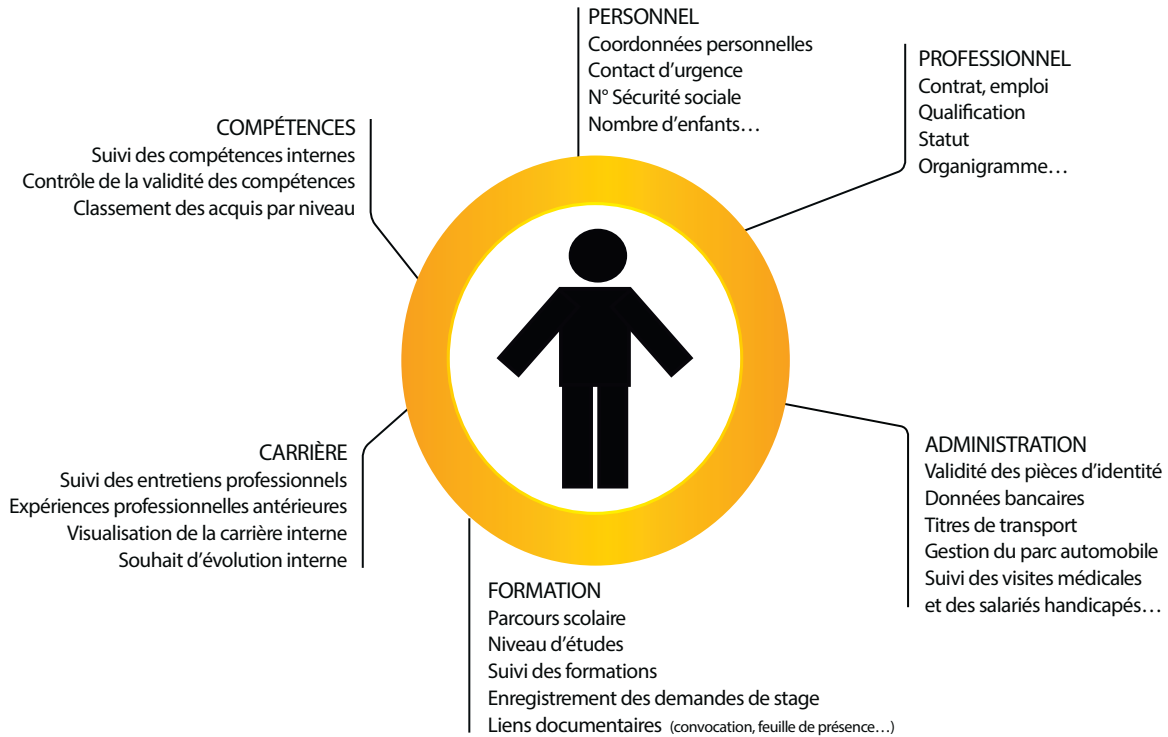 PERSONNEL
Coordonnées personnelles
Contact d’urgence
N° Sécurité sociale
Nombre d’enfants…
PROFESSIONNEL
Contrat, emploi
Qualification
Statut
Organigramme…
COMPÉTENCES
Suivi des compétences internes
Contrôle de la validité des compétences
Classement des acquis par niveau
CARRIÈRE
Suivi des entretiens professionnels
Expériences professionnelles antérieures
Visualisation de la carrière interne
Souhait d’évolution interne
ADMINISTRATION
Validité des pièces d’identité
Données bancaires
Titres de transport
Gestion du parc automobile
Suivi des visites médicales
et des salariés handicapés…
FORMATION
Parcours scolaire
Niveau d’études
Suivi des formations
Enregistrement des demandes de stage
Liens documentaires (convocation, feuille de présence…)